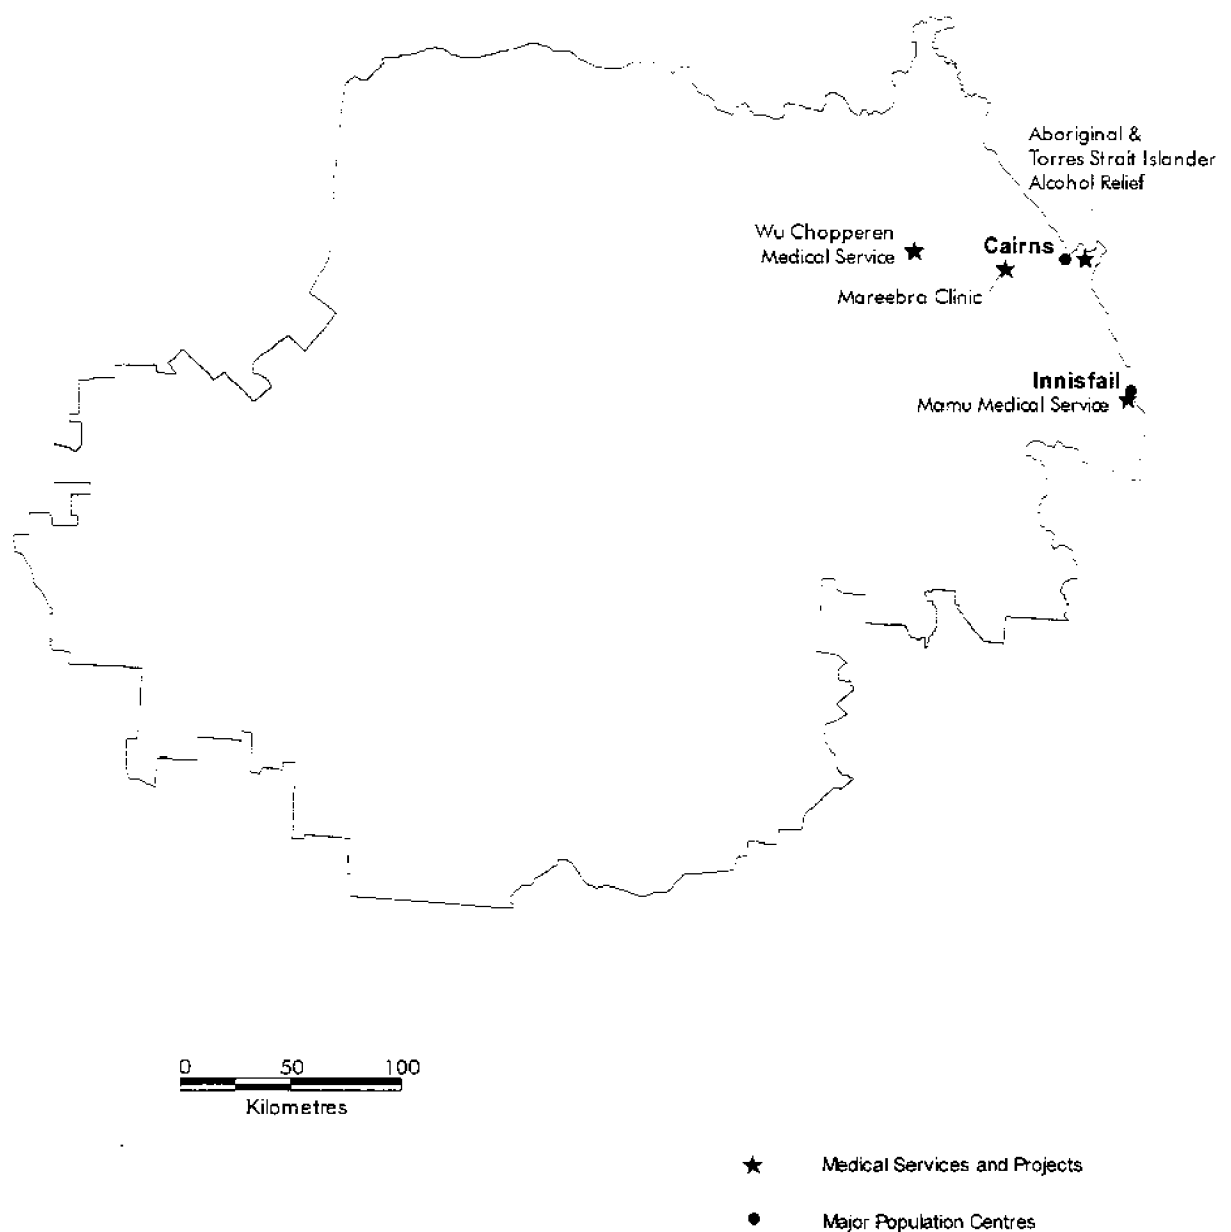 Aboriginal &
Torres Strait Islander
Alcohol Relief
Wu Chopperen
Medical Service
Cairns
Mareebra Clinic
Innisfail
Mamu Medical Service
0 50 100
Kilometres
Medical Services and Projects
Major Population Centres